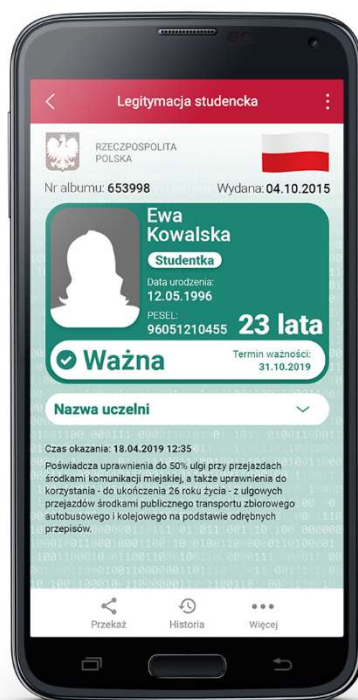 Legitymacja studencka
RZECZPOSPOLITA
POLSKA
Nr albumu: 653998
Wydana: 04.10.2015
Ewa
Kowalska
Studentka
Data urodzenia:
12.05.1996
PESEL:
96051210455
23 lata
Ważna
Termin ważności:
31.10.2019
Nazwa uczelni
Czas okazania: 18.04.2019 12:35
Poświadcza uprawnienia do 50% ulgi przy przejazdach
środkami komunikacji miejskiej, a także uprawnienia do
korzystania - do ukończenia 26 roku życia - z ulgowych
przejazdów środkami publicznego transportu zbiorowego
autobusowego i kolejowego na podstawie odrębnych
przepisów.
Przekaż
Historia
Więcej